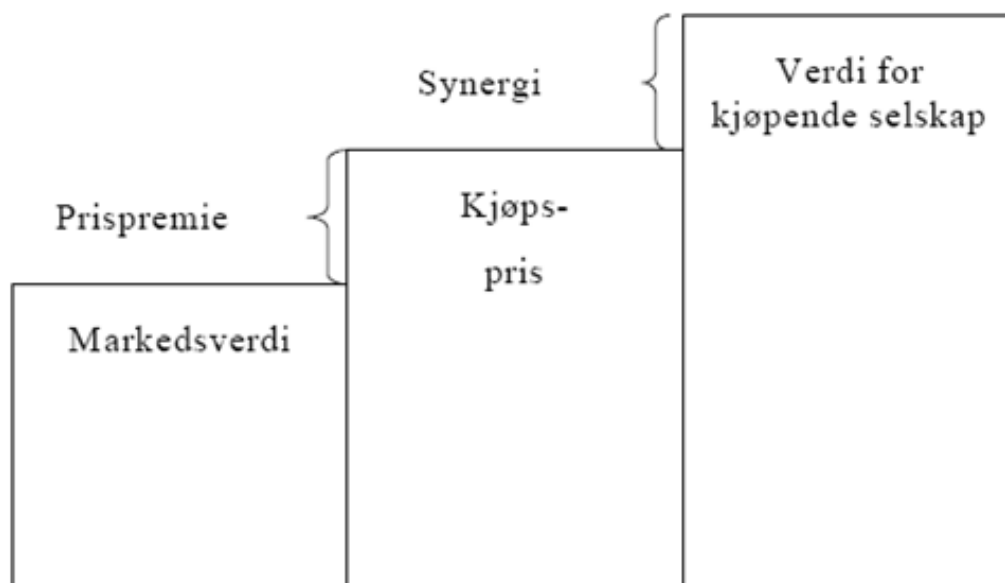 Synergi
Verdi for
kjøpende selskap
Prispremie
Kjøps-
pris
Markedsverdi